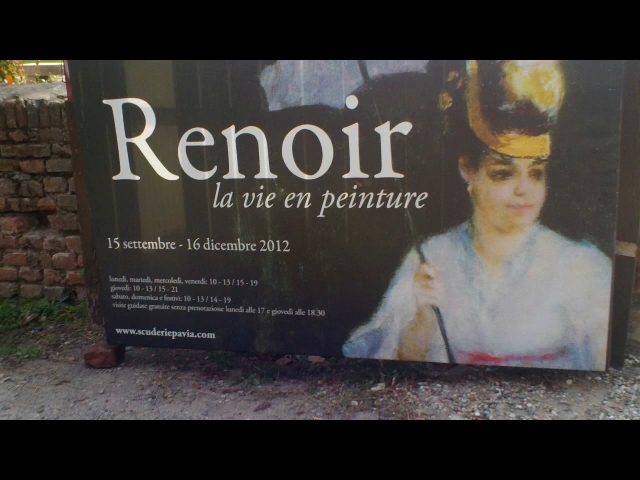 Renoir
la vie en peinture
15 settembre - 16 dicembre 2012
lunedì, martedì, mercoledì, venerdì: 10 - 13 / 15 - 19
giovedì: 10 - 13 / 15 - 21
sabato, domenica e festivi: 10 - 13 / 14 - 19
visite guidate gratuite senza prenotazione lunedì alle 17 e giovedì alle 18.30
www.scuderiepavia.com